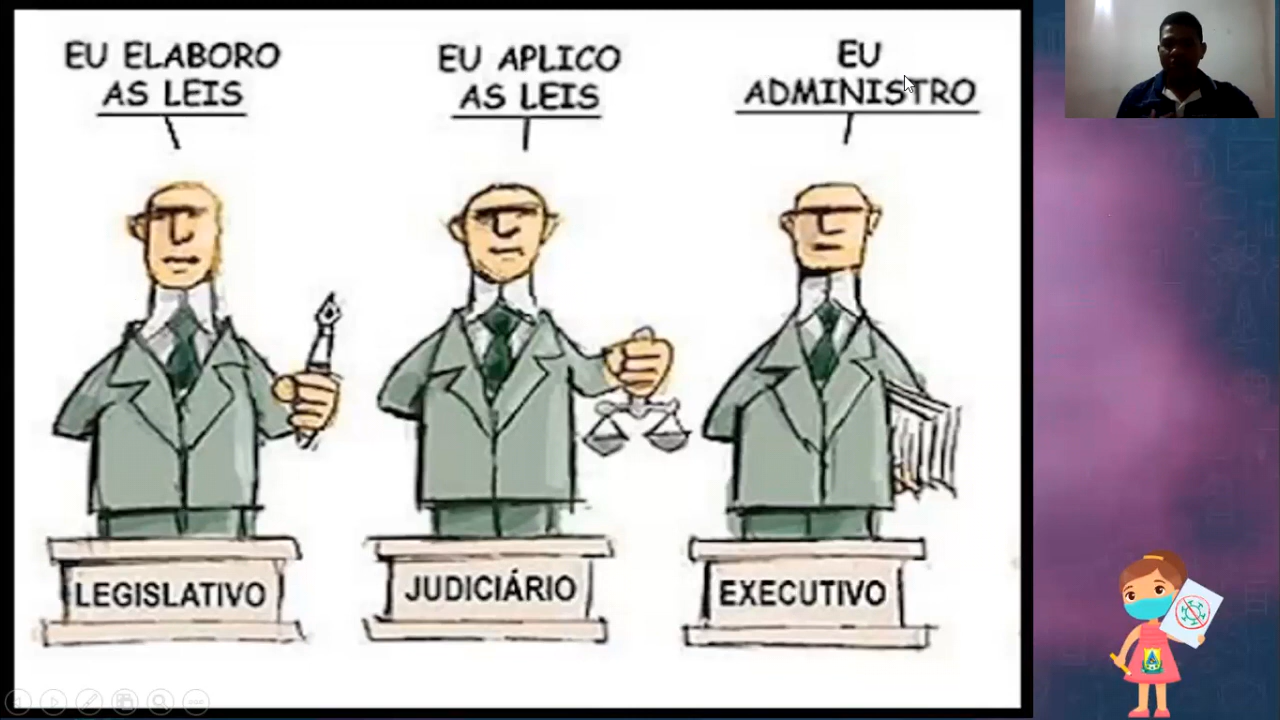 EU ELABORO
AS LEIS
EU APLICO
AS LEIS
EU
ADMINISTRO
LEGISLATIVO
JUDICIÁRIO
EXECUTIVO